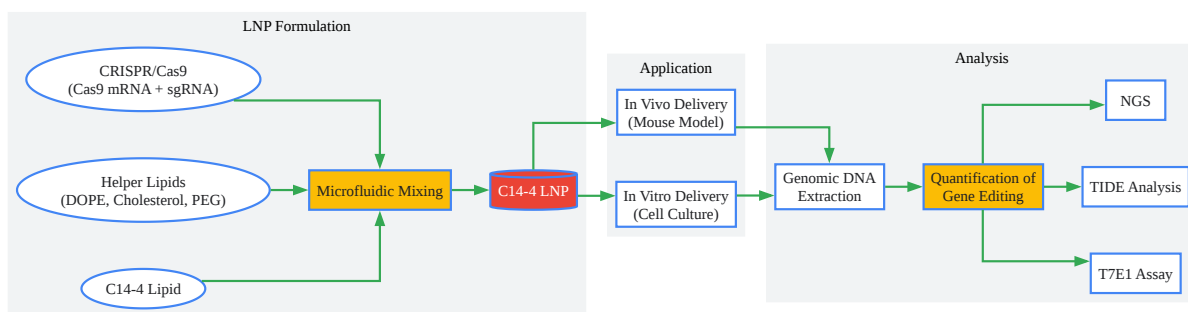 LNP Formulation
CRISPR/Cas9
(Cas9 mRNA + sgRNA)
Helper Lipids
(DOPE, Cholesterol, PEG)
C14-4 Lipid
Microfluidic Mixing
C14-4 LNP
Application
In Vivo Delivery
(Mouse Model)
In Vitro Delivery
(Cell Culture)
Analysis
Genomic DNA
Extraction
Quantification of
Gene Editing
NGS
TIDE Analysis
T7E1 Assay